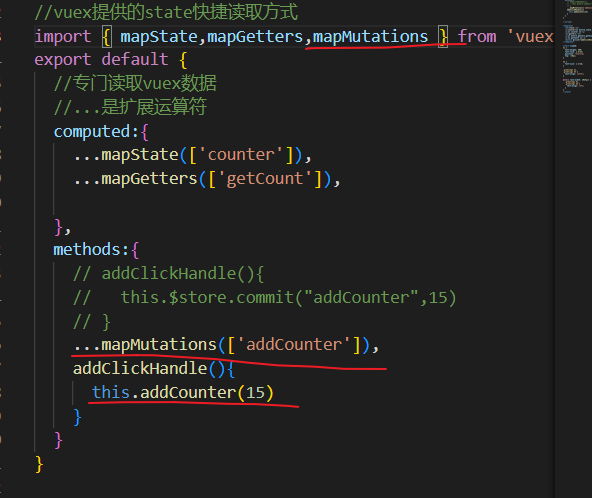 //vuex提供的state快捷读取方式
import { mapState,mapGetters,mapMutations } from 'vuex
export default {
//专门读取vuex数据
//...是扩展运算符
computed:{
...mapState(['counter']),
...mapGetters(['getCount']),
},
methods:{
// addClickHandle(){
//   this.$store.commit("addCounter",15)
// }
...mapMutations(['addCounter']),
addClickHandle(){
this.addCounter(15)
}
}
}